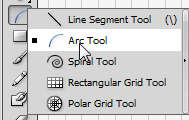 Line Segment Tool (\)
Arc Tool
Spiral Tool
Rectangular Grid Tool
Polar Grid Tool